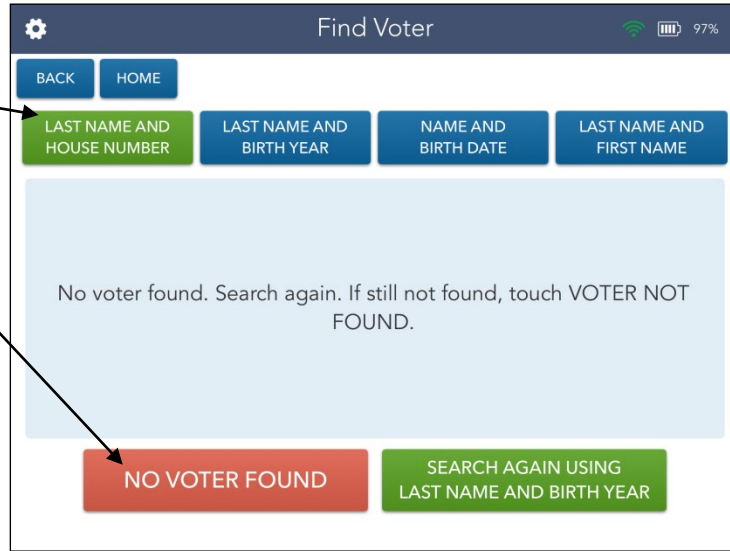 Find Voter
97%
BACK
HOME
LAST NAME AND
HOUSE NUMBER
LAST NAME AND
BIRTH YEAR
NAME AND
BIRTH DATE
LAST NAME AND
FIRST NAME
No voter found. Search again. If still not found, touch VOTER NOT
FOUND.
NO VOTER FOUND
SEARCH AGAIN USING
LAST NAME AND BIRTH YEAR